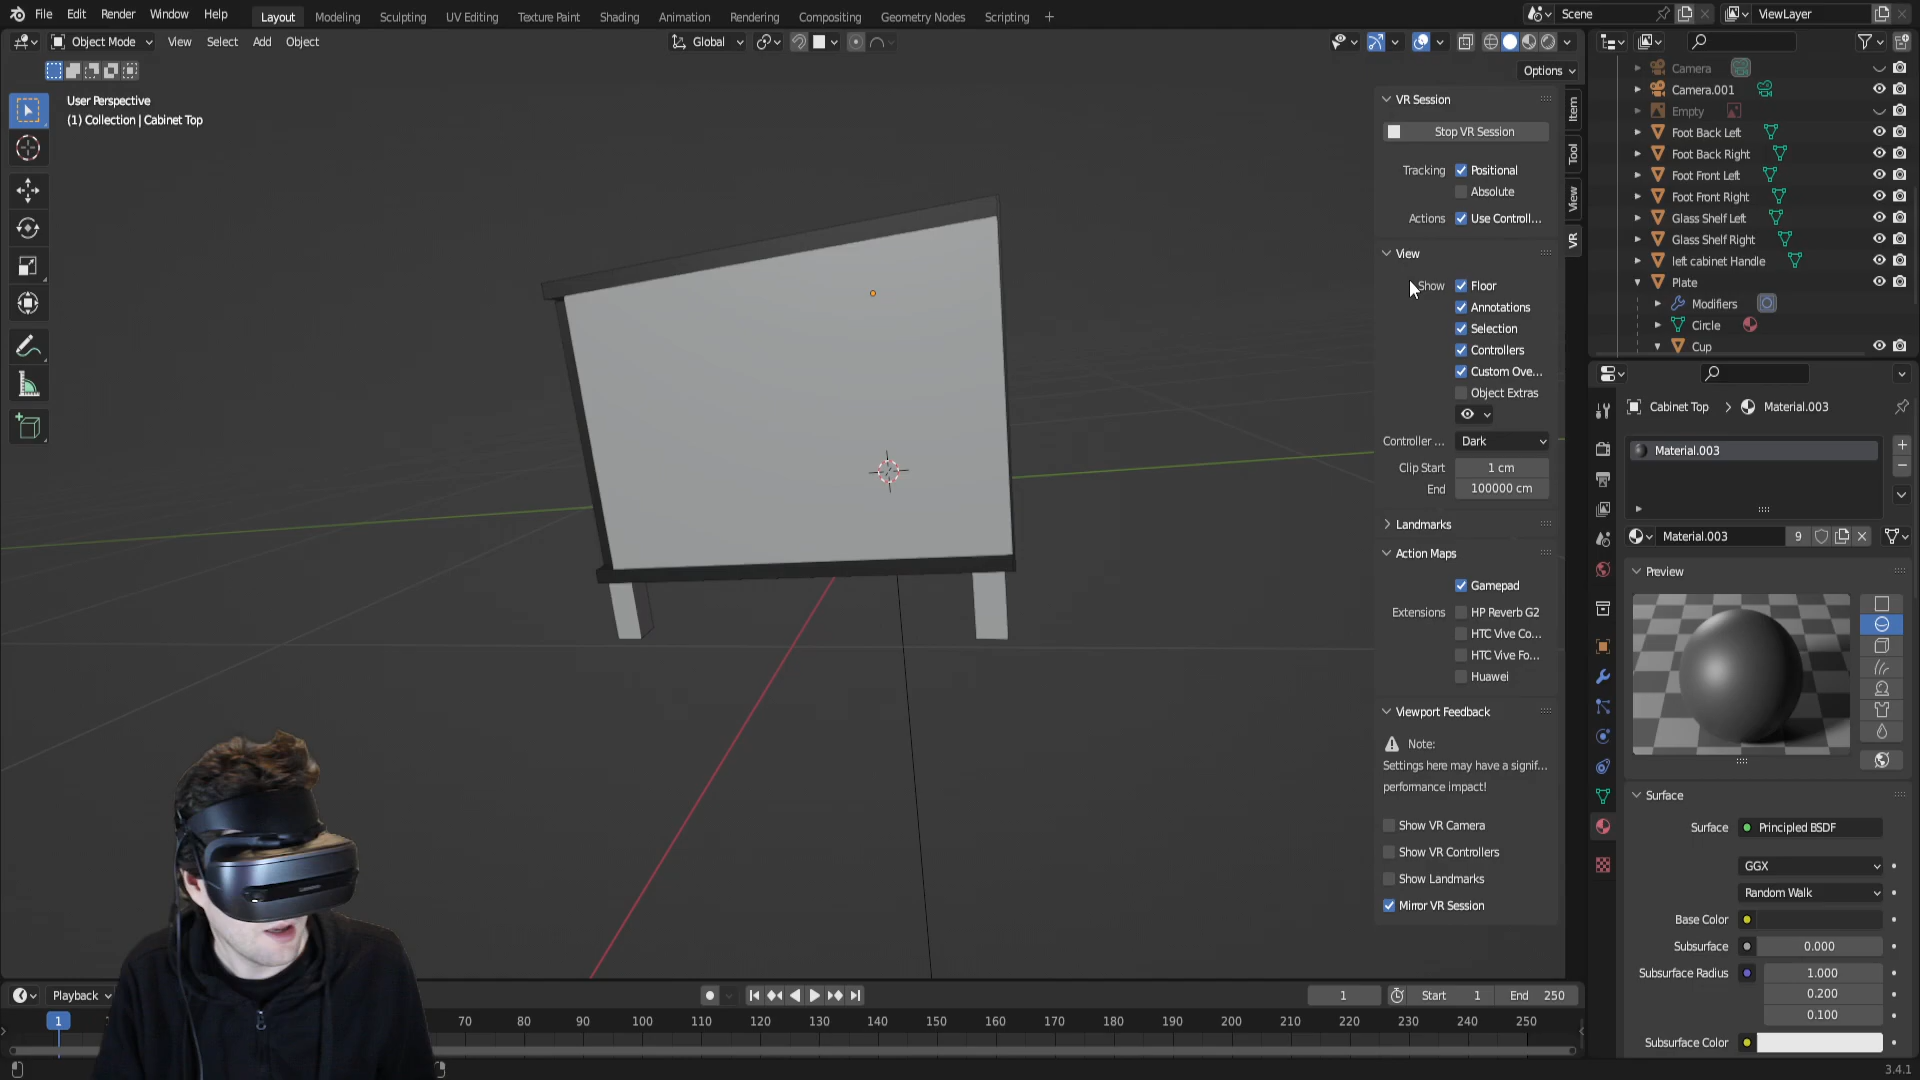 File Edit Render Window Help Layout Modeling Sculpting UV Editing Texture Paint Shading Animation Rendering Compositing Geometry Nodes Scripting + Scene ViewLayer
Object Mode View Select Add Object Global
Options
User Perspective
(1) Collection | Cabinet Top
VR Session
Stop VR Session
Tracking Positional
Absolute
Actions Use Controll...
View
Show Floor
Annotations
Selection
Controllers
Custom Ove...
Object Extras
Controller ... Dark
Clip Start 1 cm
End 100000 cm
Landmarks
Action Maps
Gamepad
Extensions HP Reverb G2
HTC Vive Co...
HTC Vive Fo...
Huawei
Viewport Feedback
Note:
Settings here may have a signif...
performance impact!
Show VR Camera
Show VR Controllers
Show Landmarks
Mirror VR Session
Item
Tool
View
VR
Camera
Camera.001
Empty
Foot Back Left
Foot Back Right
Foot Front Left
Foot Front Right
Glass Shelf Left
Glass Shelf Right
left cabinet Handle
Plate
Modifiers
Circle
Cup
Cabinet Top > Material.003
Material.003
Material.003 9
Preview
Surface
Surface Principled BSDF
GGX
Random Walk
Base Color
Subsurface 0.000
Subsurface Radius 1.000
0.200
0.100
Subsurface Color
Playback 1 Start 1 End 250
1 70 80 90 100 110 120 130 140 150 160 170 180 190 200 210 220 230 240 250
3.4.1